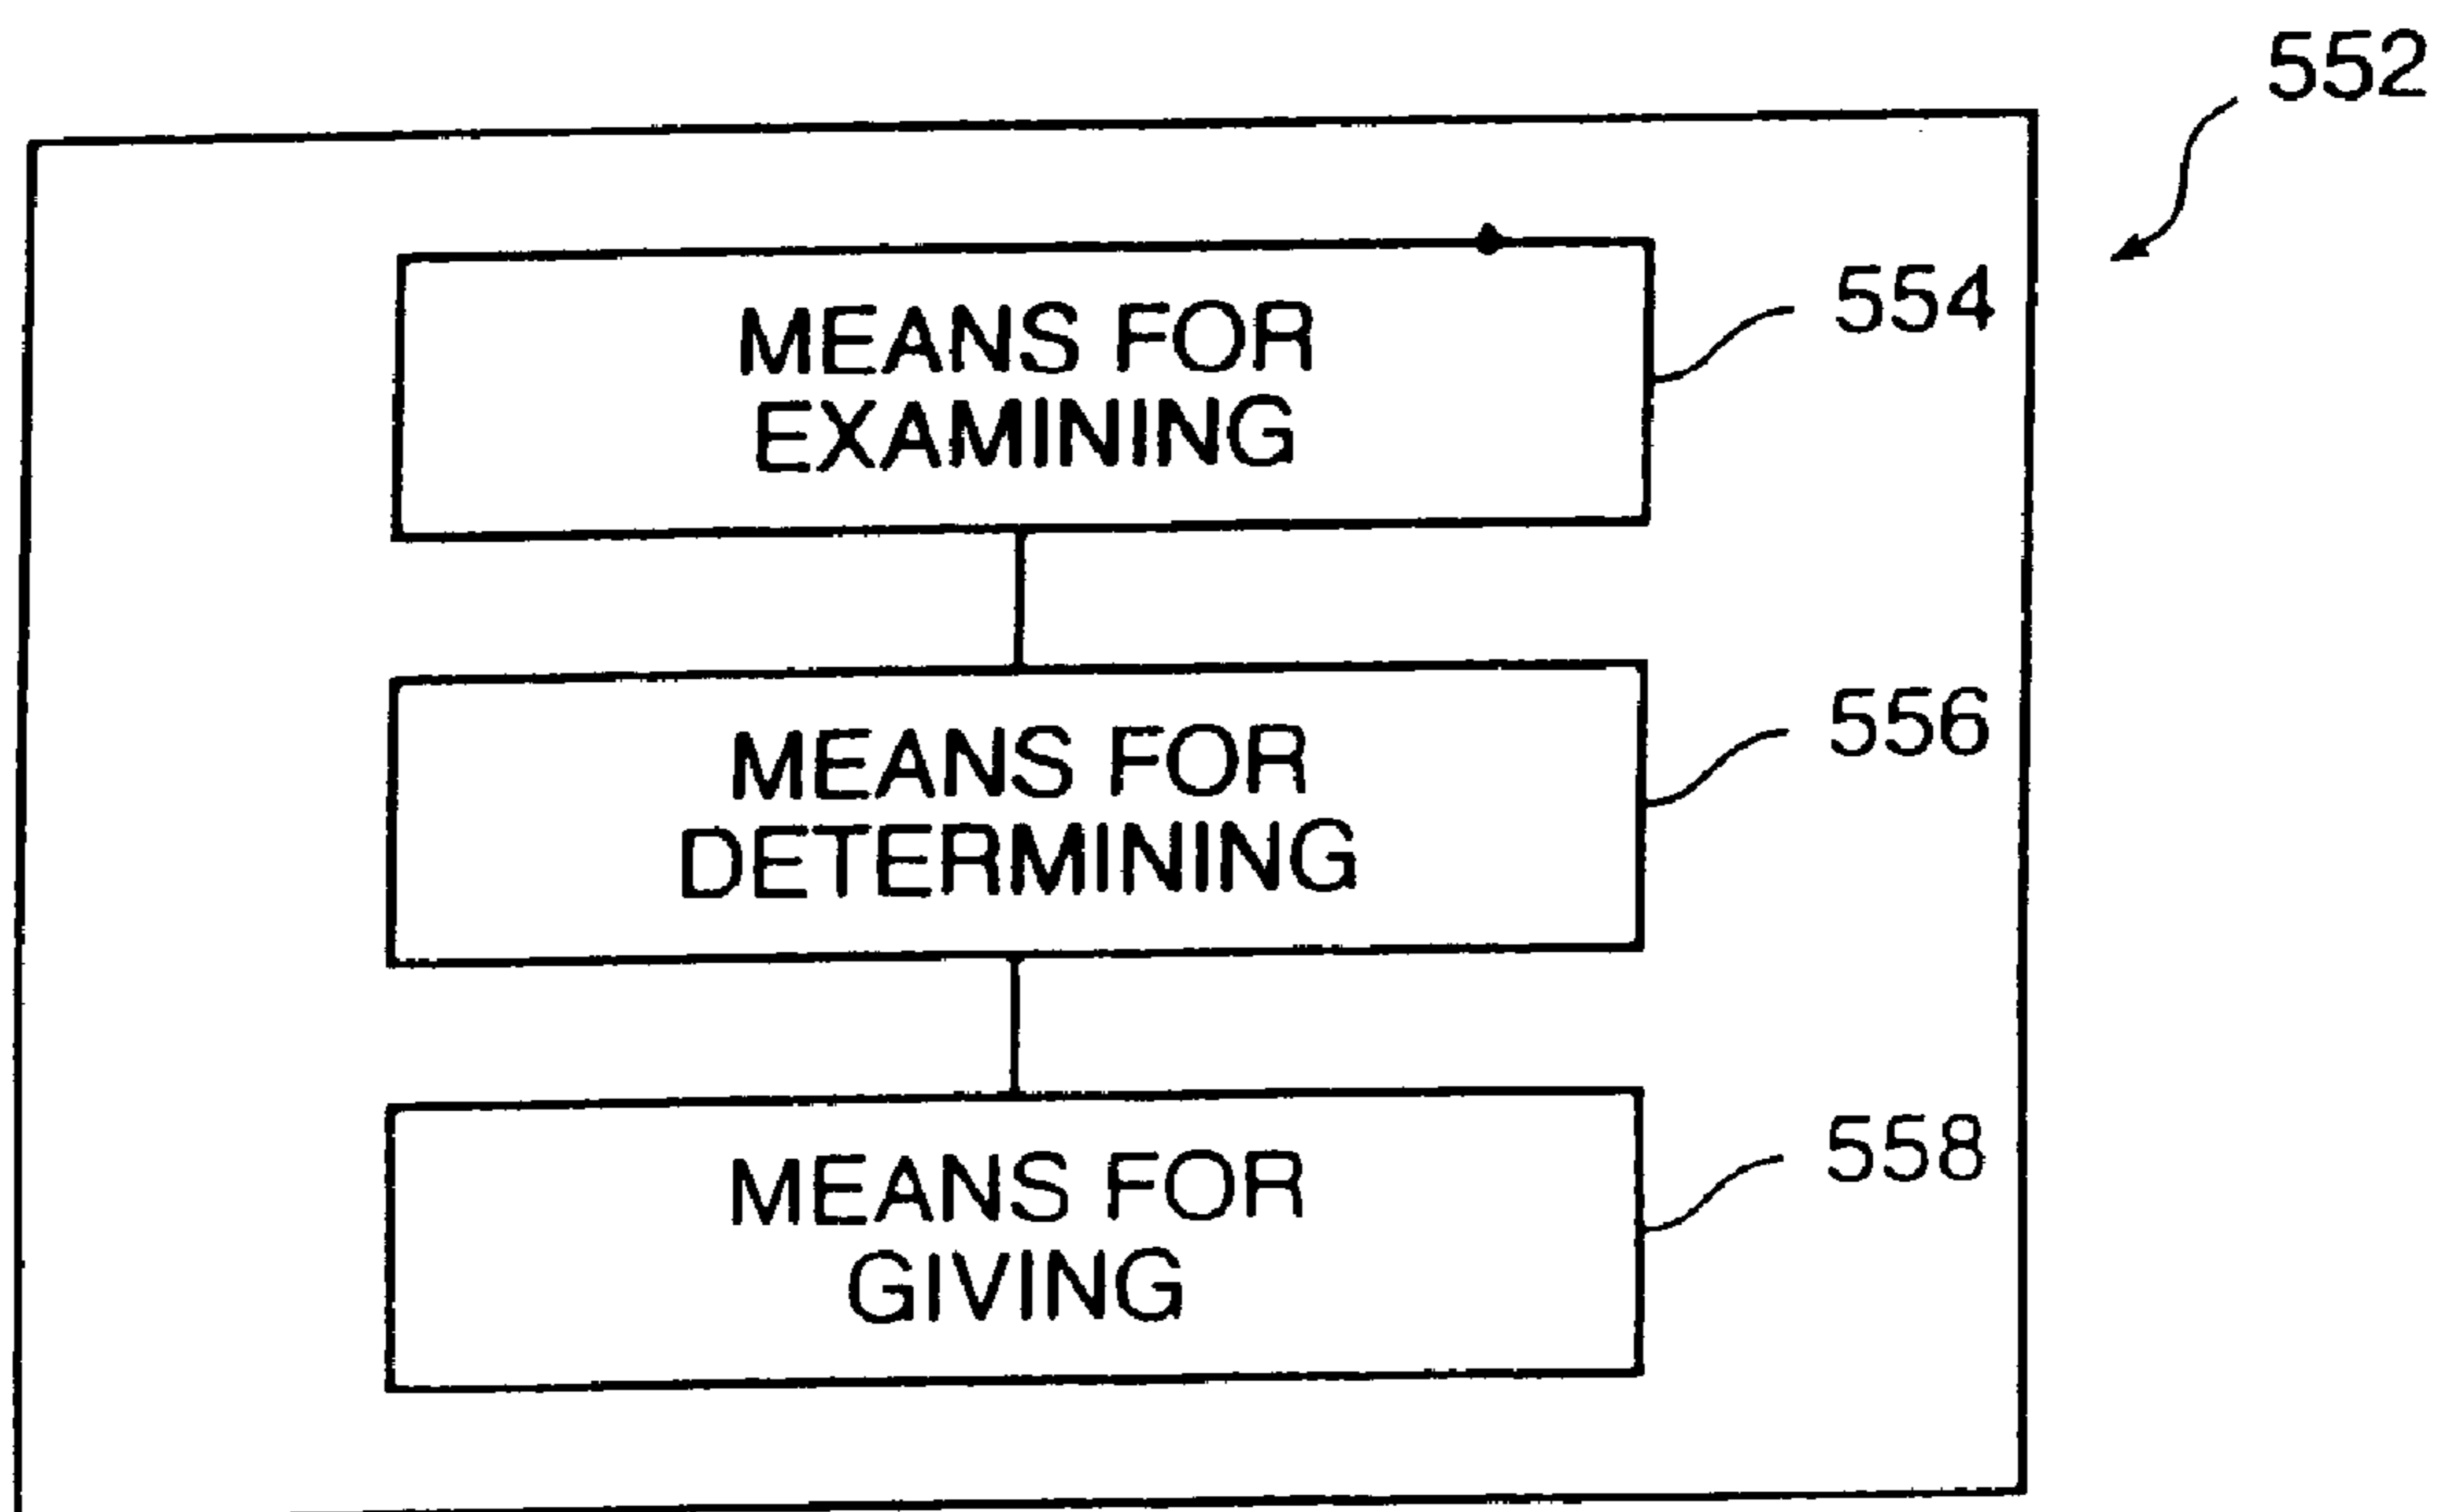 552
MEANS FOR
EXAMINING
554
MEANS FOR
DETERMINING
556
MEANS FOR
GIVING
558